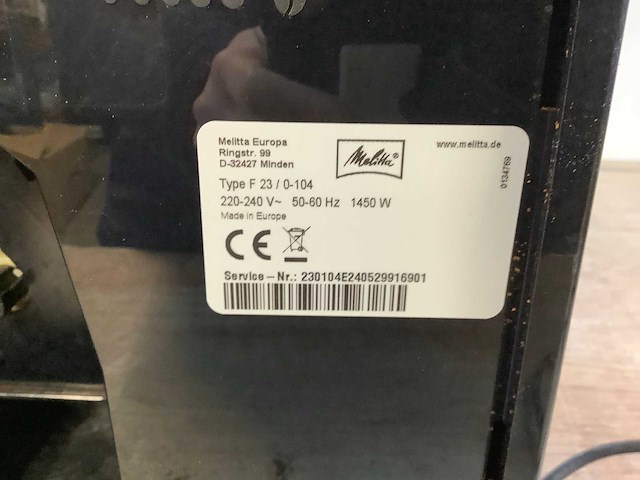 Melitta Europa
Ringstr. 99
D-32427 Minden
Melitta®
www.melitta.de
0134769
Type F 23 / 0-104
220-240 V~ 50-60 Hz 1450 W
Made in Europe
CE
Service-Nr.: 230104E240529916901